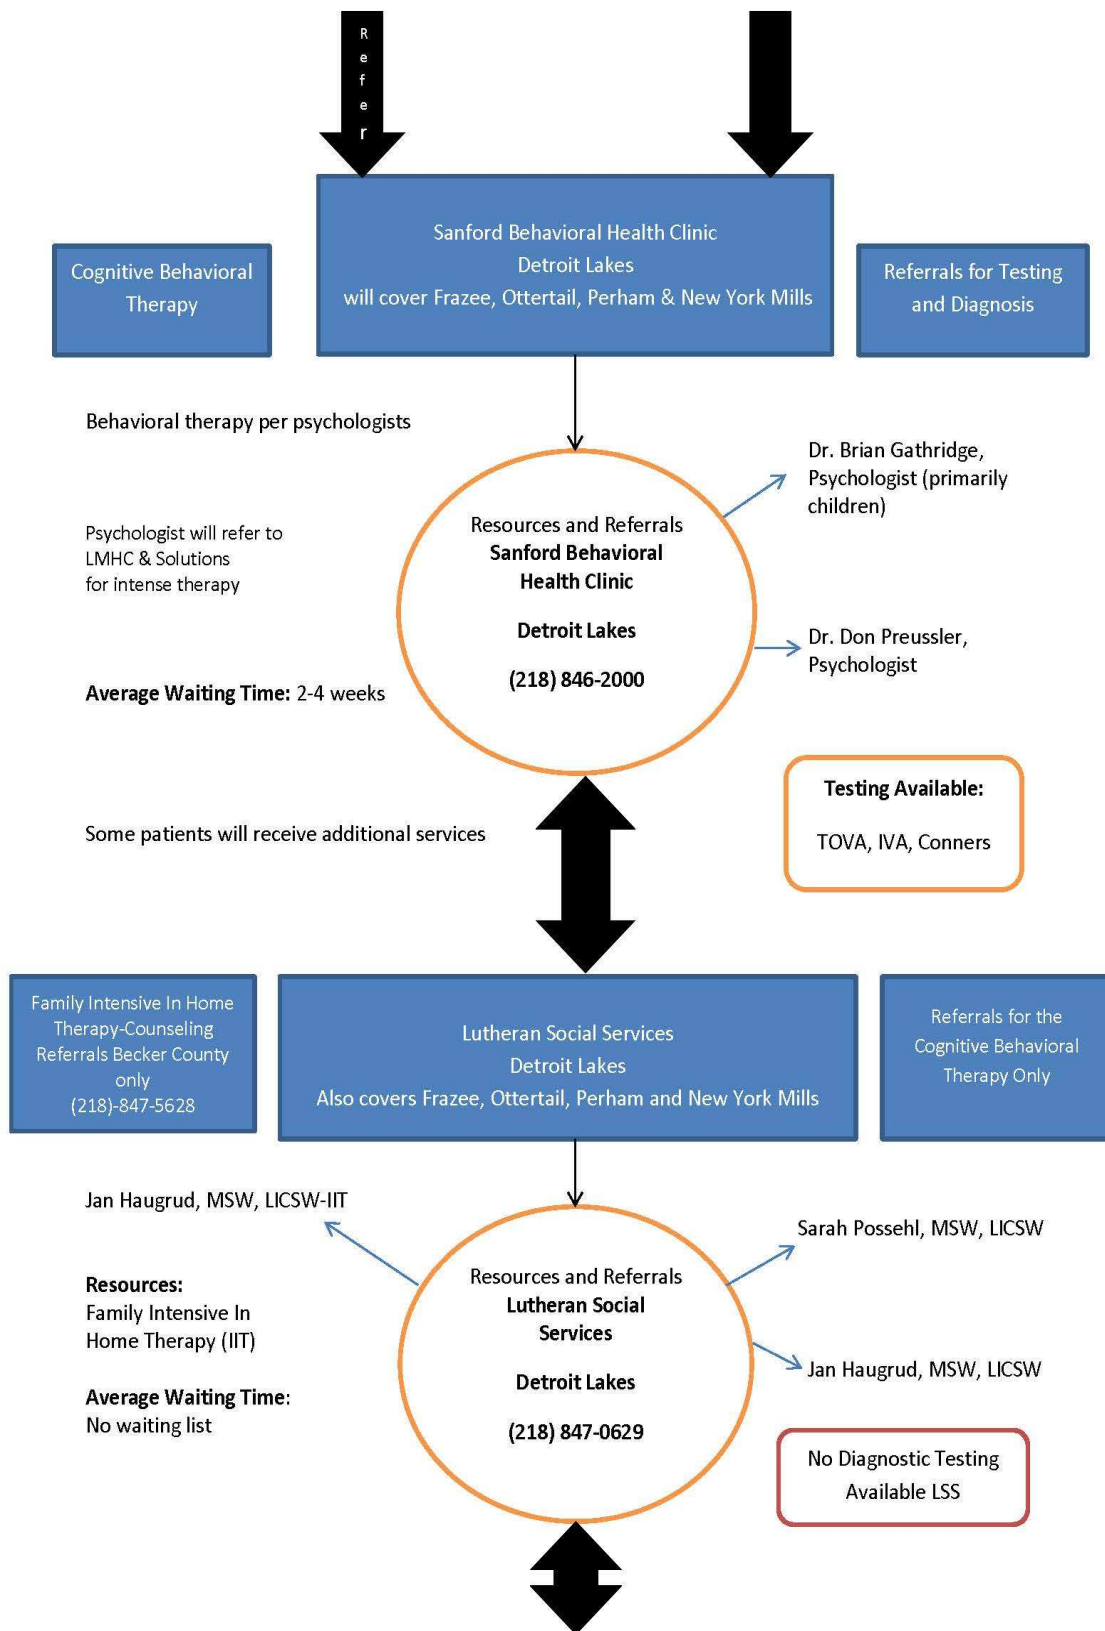 Refer
Sanford Behavioral Health Clinic
Detroit Lakes
will cover Frazee, Ottertail, Perham & New York Mills
Cognitive Behavioral
Therapy
Referrals for Testing
and Diagnosis
Behavioral therapy per psychologists
Psychologist will refer to
LMHC & Solutions
for intense therapy
Average Waiting Time: 2-4 weeks
Some patients will receive additional services
Resources and Referrals
Sanford Behavioral
Health Clinic
Detroit Lakes
(218) 846-2000
Dr. Brian Gathridge,
Psychologist (primarily
children)
Dr. Don Preussler,
Psychologist
Testing Available:
TOVA, IVA, Conners
Family Intensive In Home
Therapy-Counseling
Referrals Becker County
only
(218)-847-5628
Lutheran Social Services
Detroit Lakes
Also covers Frazee, Ottertail, Perham and New York Mills
Referrals for the
Cognitive Behavioral
Therapy Only
Jan Haugrud, MSW, LICSW-IIT
Resources:
Family Intensive In
Home Therapy (IIT)
Average Waiting Time:
No waiting list
Resources and Referrals
Lutheran Social
Services
Detroit Lakes
(218) 847-0629
Sarah Possehl, MSW, LICSW
Jan Haugrud, MSW, LICSW
No Diagnostic Testing
Available LSS